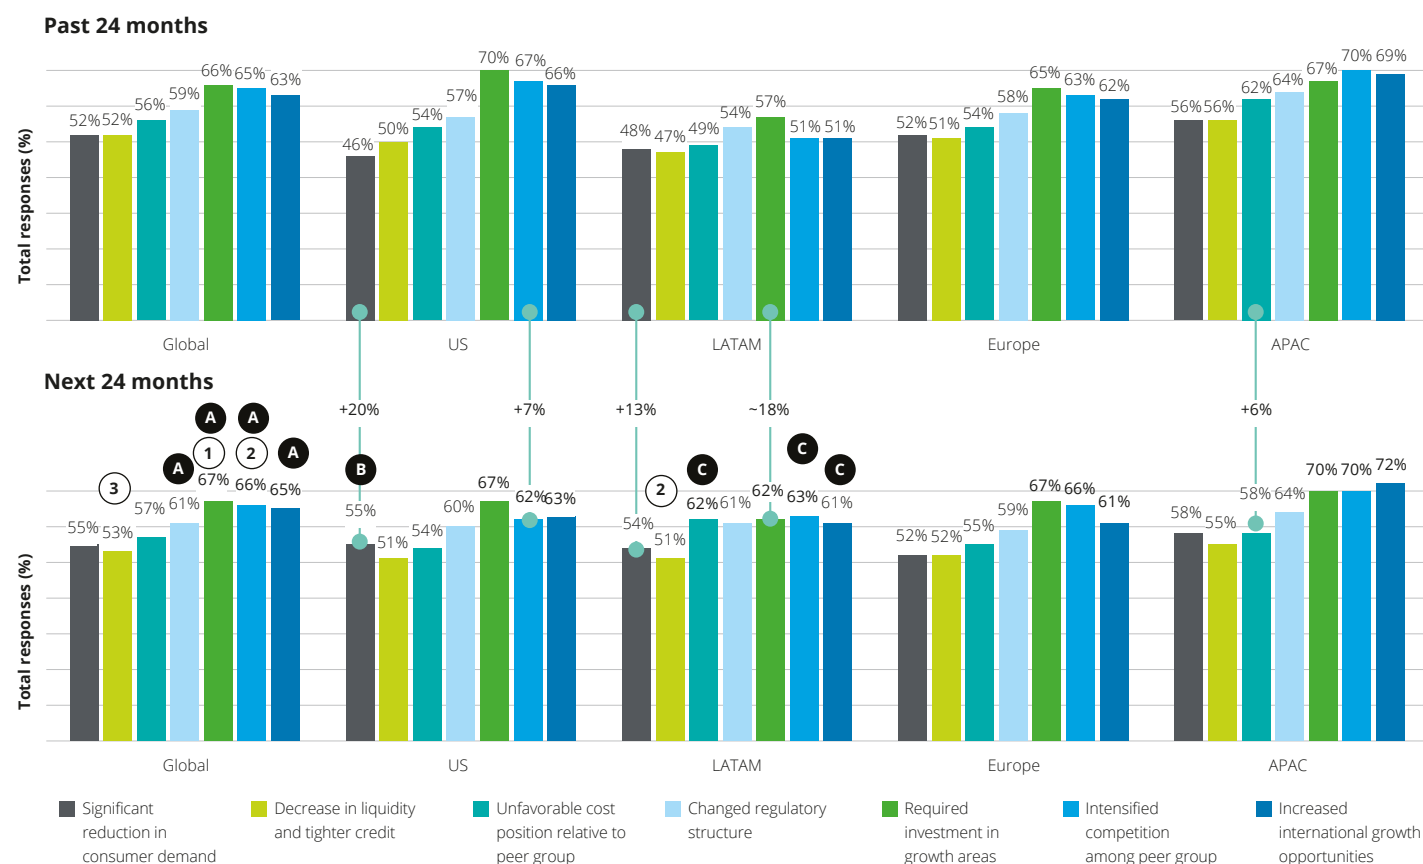 Past 24 months
Total responses (%)
52% 52% 56% 59% 66% 65% 63%
46% 50% 54% 57% 70% 67% 66%
48% 47% 49% 54% 57% 51% 51%
52% 51% 54% 58% 65% 63% 62%
56% 56% 62% 64% 67% 70% 69%
Global US LATAM Europe APAC
Next 24 months
+20% +7% +13% ~18% +6%
A A
3 A 1 2 A
B
2 C C C
Total responses (%)
55% 53% 57% 61% 67% 66% 65%
55% 51% 54% 60% 67% 62% 63%
54% 51% 62% 61% 62% 63% 61%
52% 52% 55% 59% 67% 66% 61%
58% 55% 58% 64% 70% 70% 72%
Global US LATAM Europe APAC
Significant
reduction in
consumer demand
Decrease in liquidity
and tighter credit
Unfavorable cost
position relative to
peer group
Changed regulatory
structure
Required
investment in
growth areas
Intensified
competition
among peer group
Increased
international growth
opportunities